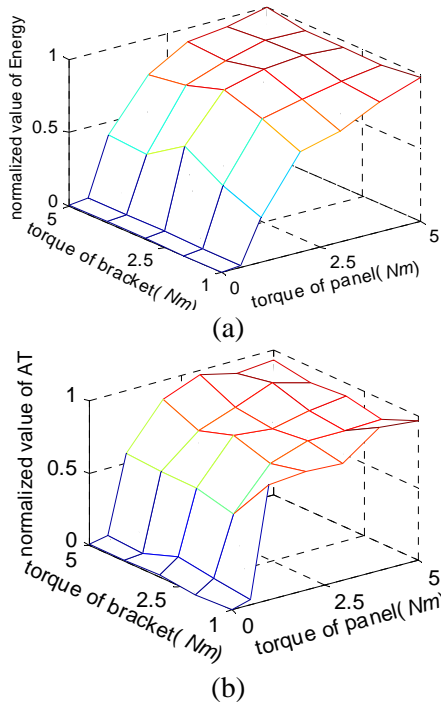 normalized value of Energy
1
0.5
0
5
2.5
1
torque of bracket( Nm)
0
2.5
5
torque of panel( Nm)
(a)
normalized value of AT
1
0.5
0
5
2.5
1
torque of bracket( Nm)
0
2.5
5
torque of panel( Nm)
(b)